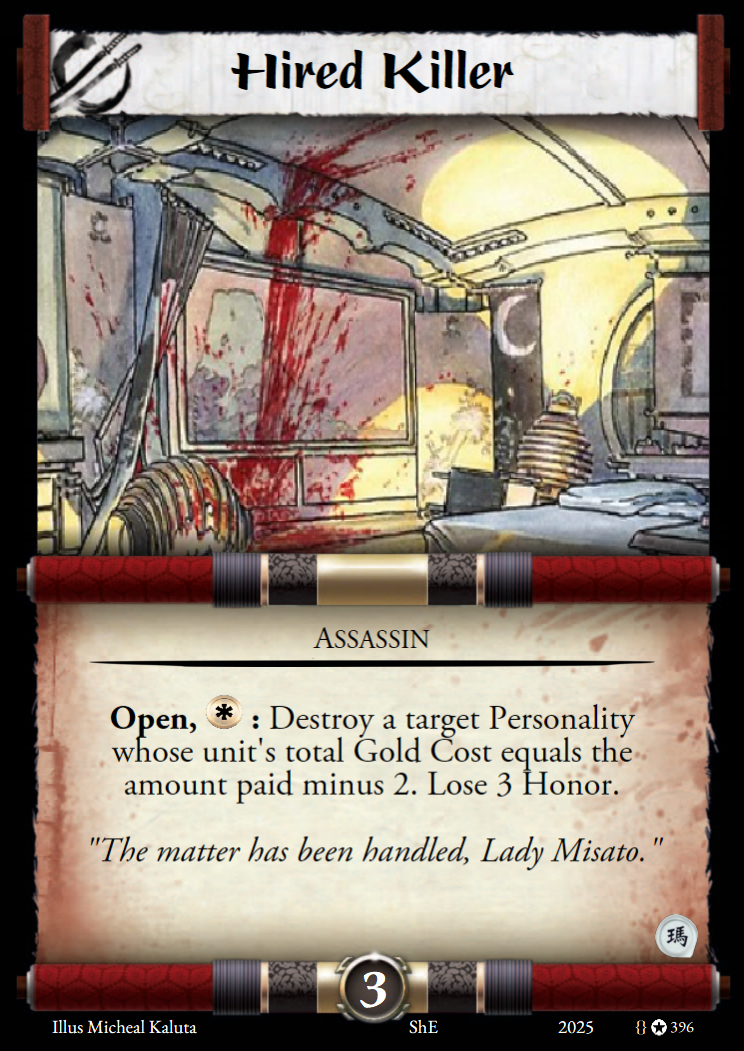 Hired Killer
Assassin
Open, * : Destroy a target Personality
whose unit's total Gold Cost equals the
amount paid minus 2. Lose 3 Honor.
"The matter has been handled, Lady Misato."
瑪
3
Illus Micheal Kaluta ShE 2025 {} ✪ 396